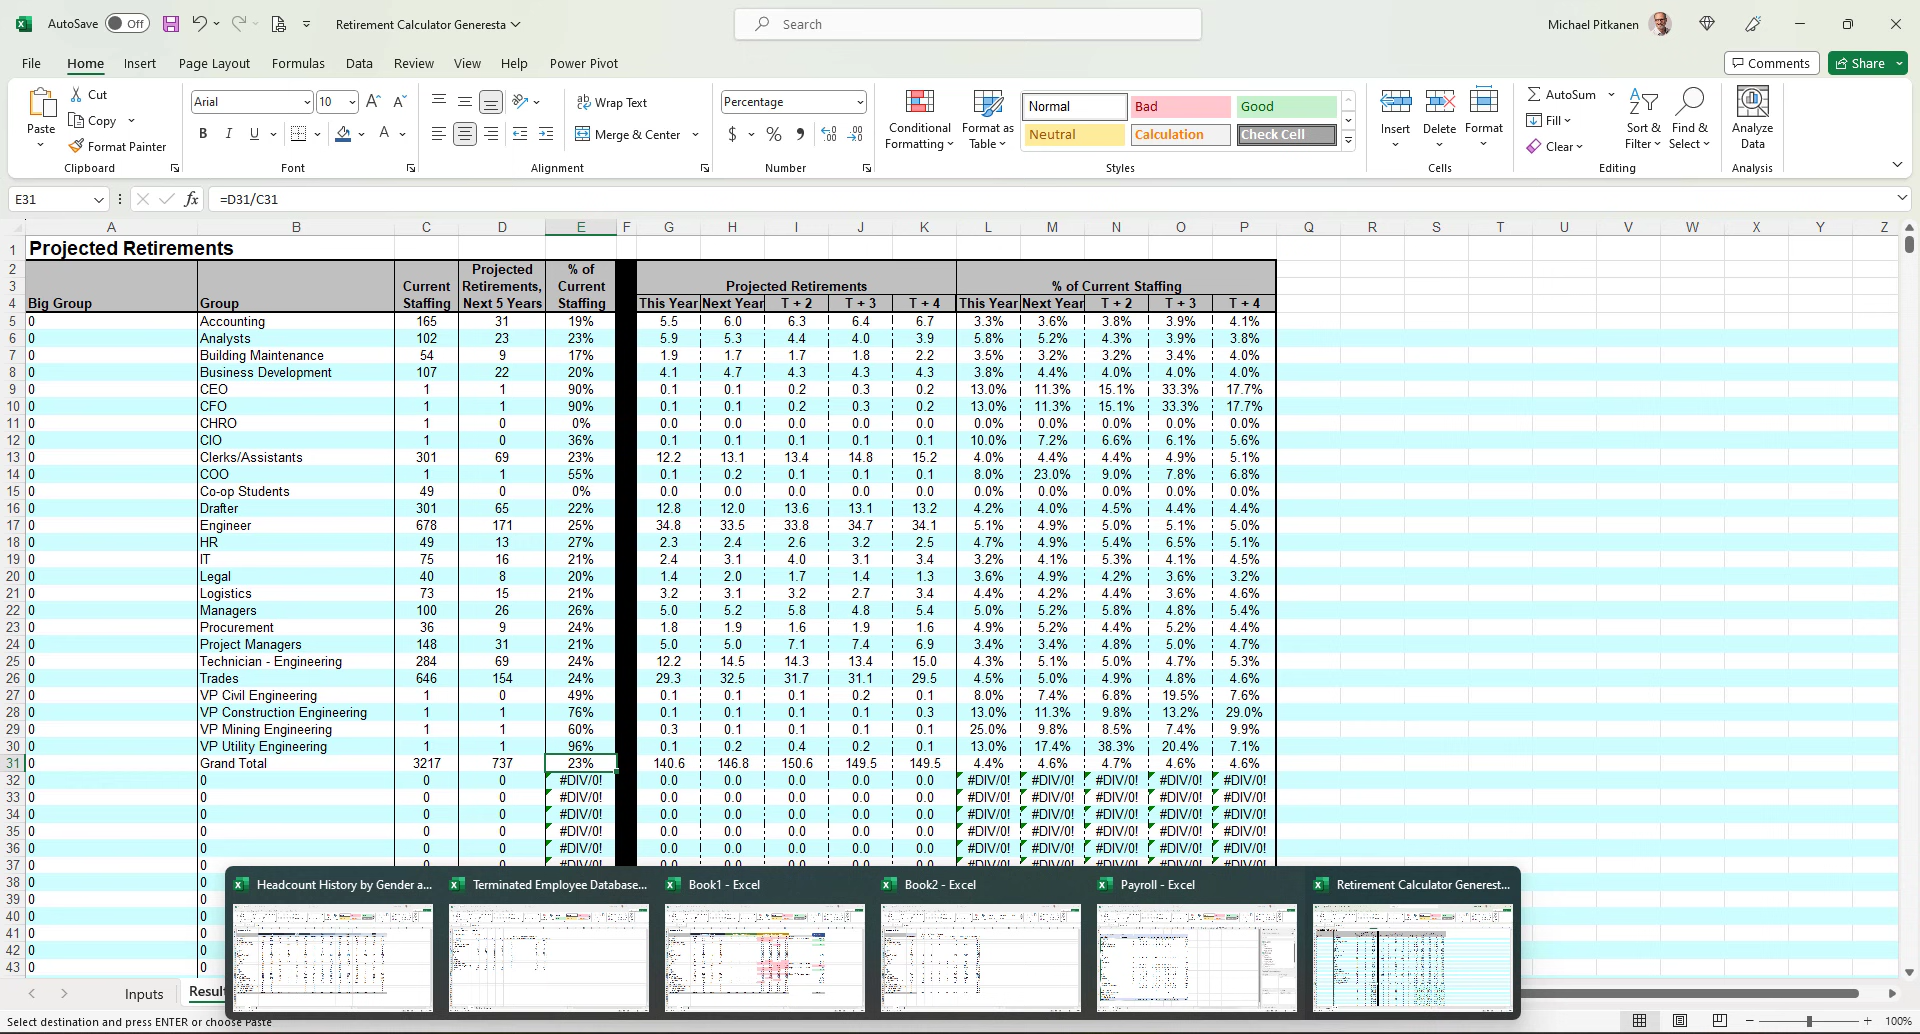 AutoSave Off Retirement Calculator Generesta Search Michael Pitkanen
File Home Insert Page Layout Formulas Data Review View Help Power Pivot Comments Share
Paste Cut Copy Format Painter Clipboard
Arial 10 B I U A A A Font
ab Wrap Text Merge & Center Alignment
Percentage $ % 9 Number
Conditional Formatting Format as Table Normal Bad Good Neutral Calculation Check Cell Styles
Insert Delete Format Cells
AutoSum Fill Clear Sort & Filter Find & Select Editing
Analyze Data Analysis
E31 fx =D31/C31
A B C D E F G H I J K L M N O P Q R S T U V W X Y Z
1 Projected Retirements
2 Projected % of
3 Current Retirements, Current Projected Retirements % of Current Staffing
4 Big Group Group Staffing Next 5 Years Staffing This Year Next Year T + 2 T + 3 T + 4 This Year Next Year T + 2 T + 3 T + 4
5 0 Accounting 165 31 19% 5.5 6.0 6.3 6.4 6.7 3.3% 3.6% 3.8% 3.9% 4.1%
6 0 Analysts 102 23 23% 5.9 5.3 4.4 4.0 3.9 5.8% 5.2% 4.3% 3.9% 3.8%
7 0 Building Maintenance 54 9 17% 1.9 1.7 1.7 1.8 2.2 3.5% 3.2% 3.2% 3.4% 4.0%
8 0 Business Development 107 22 20% 4.1 4.7 4.3 4.3 4.3 3.8% 4.4% 4.0% 4.0% 4.0%
9 0 CEO 1 1 90% 0.1 0.1 0.2 0.3 0.2 13.0% 11.3% 15.1% 33.3% 17.7%
10 0 CFO 1 1 90% 0.1 0.1 0.2 0.3 0.2 13.0% 11.3% 15.1% 33.3% 17.7%
11 0 CHRO 1 0 0% 0.0 0.0 0.0 0.0 0.0 0.0% 0.0% 0.0% 0.0% 0.0%
12 0 CIO 1 0 36% 0.1 0.1 0.1 0.1 0.1 10.0% 7.2% 6.6% 6.1% 5.6%
13 0 Clerks/Assistants 301 69 23% 12.2 13.1 13.4 14.8 15.2 4.0% 4.4% 4.4% 4.9% 5.1%
14 0 COO 1 1 55% 0.1 0.2 0.1 0.1 0.1 8.0% 23.0% 9.0% 7.8% 6.8%
15 0 Co-op Students 49 0 0% 0.0 0.0 0.0 0.0 0.0 0.0% 0.0% 0.0% 0.0% 0.0%
16 0 Drafter 301 65 22% 12.8 12.0 13.6 13.1 13.2 4.2% 4.0% 4.5% 4.4% 4.4%
17 0 Engineer 678 171 25% 34.8 33.5 33.8 34.7 34.1 5.1% 4.9% 5.0% 5.1% 5.0%
18 0 HR 49 13 27% 2.3 2.4 2.6 3.2 2.5 4.7% 4.9% 5.4% 6.5% 5.1%
19 0 IT 75 16 21% 2.4 3.1 4.0 3.1 3.4 3.2% 4.1% 5.3% 4.1% 4.5%
20 0 Legal 40 8 20% 1.4 2.0 1.7 1.4 1.3 3.6% 4.9% 4.2% 3.6% 3.2%
21 0 Logistics 73 15 21% 3.2 3.1 3.2 2.7 3.4 4.4% 4.2% 4.4% 3.6% 4.6%
22 0 Managers 100 26 26% 5.0 5.2 5.8 4.8 5.4 5.0% 5.2% 5.8% 4.8% 5.4%
23 0 Procurement 36 9 24% 1.8 1.9 1.6 1.9 1.6 4.9% 5.2% 4.4% 5.2% 4.4%
24 0 Project Managers 148 31 21% 5.0 5.0 7.1 7.4 6.9 3.4% 3.4% 4.8% 5.0% 4.7%
25 0 Technician - Engineering 284 69 24% 12.2 14.5 14.3 13.4 15.0 4.3% 5.1% 5.0% 4.7% 5.3%
26 0 Trades 646 154 24% 29.3 32.5 31.7 31.1 29.5 4.5% 5.0% 4.9% 4.8% 4.6%
27 0 VP Civil Engineering 1 0 49% 0.1 0.1 0.1 0.2 0.1 8.0% 7.4% 6.8% 19.5% 7.6%
28 0 VP Construction Engineering 1 1 76% 0.1 0.1 0.1 0.1 0.3 13.0% 11.3% 9.8% 13.2% 29.0%
29 0 VP Mining Engineering 1 1 60% 0.3 0.1 0.1 0.1 0.1 25.0% 9.8% 8.5% 7.4% 9.9%
30 0 VP Utility Engineering 1 1 96% 0.1 0.2 0.4 0.2 0.1 13.0% 17.4% 38.3% 20.4% 7.1%
31 0 Grand Total 3217 737 23% 140.6 146.8 150.6 149.5 149.5 4.4% 4.6% 4.7% 4.6% 4.6%
32 0 0 0 0 #DIV/0! 0.0 0.0 0.0 0.0 0.0 #DIV/0! #DIV/0! #DIV/0! #DIV/0! #DIV/0!
33 0 0 0 0 #DIV/0! 0.0 0.0 0.0 0.0 0.0 #DIV/0! #DIV/0! #DIV/0! #DIV/0! #DIV/0!
34 0 0 0 0 #DIV/0! 0.0 0.0 0.0 0.0 0.0 #DIV/0! #DIV/0! #DIV/0! #DIV/0! #DIV/0!
35 0 0 0 0 #DIV/0! 0.0 0.0 0.0 0.0 0.0 #DIV/0! #DIV/0! #DIV/0! #DIV/0! #DIV/0!
36 0 0 0 0 #DIV/0! 0.0 0.0 0.0 0.0 0.0 #DIV/0! #DIV/0! #DIV/0! #DIV/0! #DIV/0!
37 0 0 0 0 #DIV/0! 0.0 0.0 0.0 0.0 0.0 #DIV/0! #DIV/0! #DIV/0! #DIV/0! #DIV/0!
38 0 0
39 0 0
40 0 0
41 0 0
42 0 0
43 0 0
Headcount History by Gender a... Terminated Employee Database... Book1 - Excel Book2 - Excel Payroll - Excel Retirement Calculator Generest...
Inputs Resul
Select destination and press ENTER or choose Paste 100%